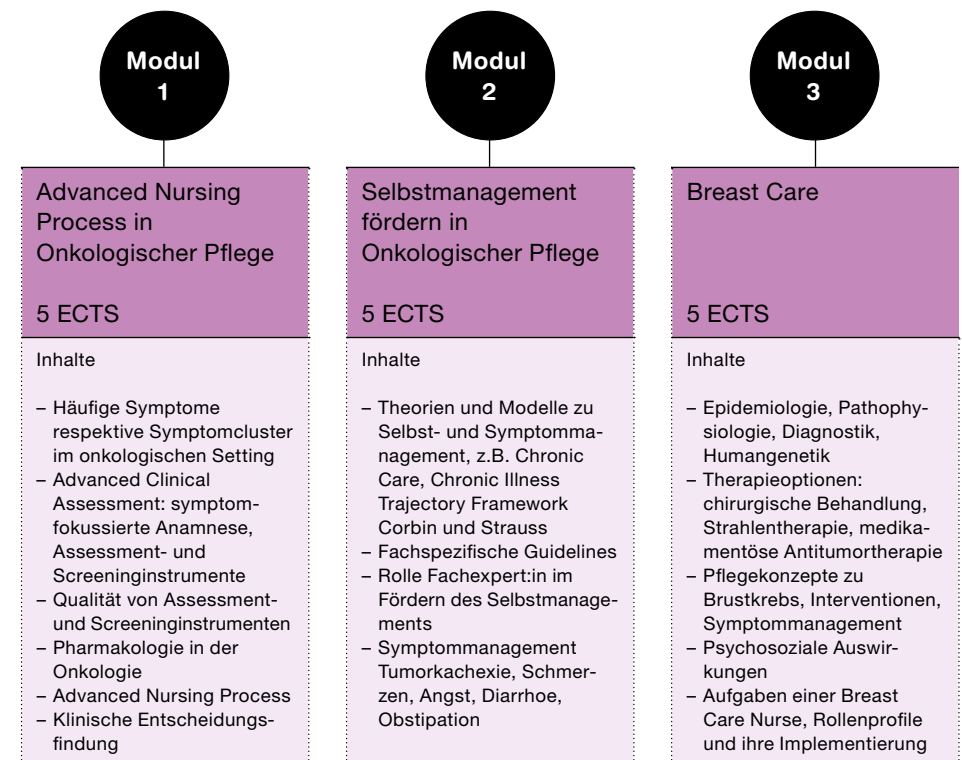 Modul
1
Advanced Nursing
Process in
Onkologischer Pflege
5 ECTS
Inhalte
– Häufige Symptome
respektive Symptomcluster
im onkologischen Setting
– Advanced Clinical
Assessment: symptom-
fokussierte Anamnese,
Assessment- und
Screeninginstrumente
– Qualität von Assessment-
und Screeninginstrumenten
– Pharmakologie in der
Onkologie
– Advanced Nursing Process
– Klinische Entscheidungs-
findung
Modul
2
Selbstmanagement
fördern in
Onkologischer Pflege
5 ECTS
Inhalte
– Theorien und Modelle zu
Selbst- und Symptomma-
nagement, z.B. Chronic
Care, Chronic Illness
Trajectory Framework
Corbin und Strauss
– Fachspezifische Guidelines
– Rolle Fachexpert:in im
Fördern des Selbstmanage-
ments
– Symptommanagement
Tumorkachexie, Schmer-
zen, Angst, Diarrhoe,
Obstipation
Modul
3
Breast Care
5 ECTS
Inhalte
– Epidemiologie, Pathophy-
siologie, Diagnostik,
Humangenetik
– Therapieoptionen:
chirurgische Behandlung,
Strahlentherapie, medika-
mentöse Antitumortherapie
– Pflegekonzepte zu
Brustkrebs, Interventionen,
Symptommanagement
– Psychosoziale Auswir-
kungen
– Aufgaben einer Breast
Care Nurse, Rollenprofile
und ihre Implementierung